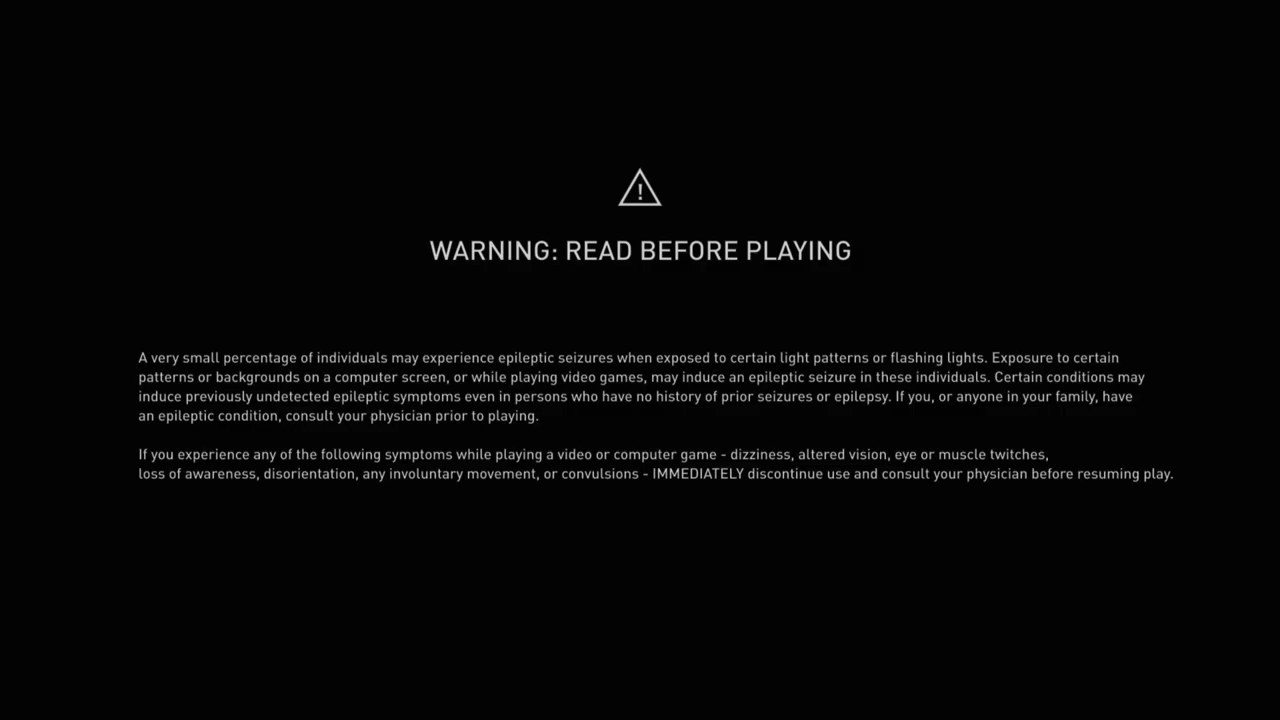 WARNING: READ BEFORE PLAYING
A very small percentage of individuals may experience epileptic seizures when exposed to certain light patterns or flashing lights. Exposure to certain
patterns or backgrounds on a computer screen, or while playing video games, may induce an epileptic seizure in these individuals. Certain conditions may
induce previously undetected epileptic symptoms even in persons who have no history of prior seizures or epilepsy. If you, or anyone in your family, have
an epileptic condition, consult your physician prior to playing.
If you experience any of the following symptoms while playing a video or computer game - dizziness, altered vision, eye or muscle twitches,
loss of awareness, disorientation, any involuntary movement, or convulsions - IMMEDIATELY discontinue use and consult your physician before resuming play.